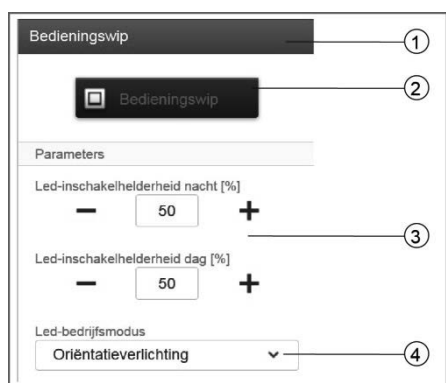 Bedieningswip
1
Bedieningswip
2
Parameters
Led-inschakelhelderheid nacht [%]
− 50 +
3
Led-inschakelhelderheid dag [%]
− 50 +
Led-bedrijfsmodus
Oriëntatieverlichting
4